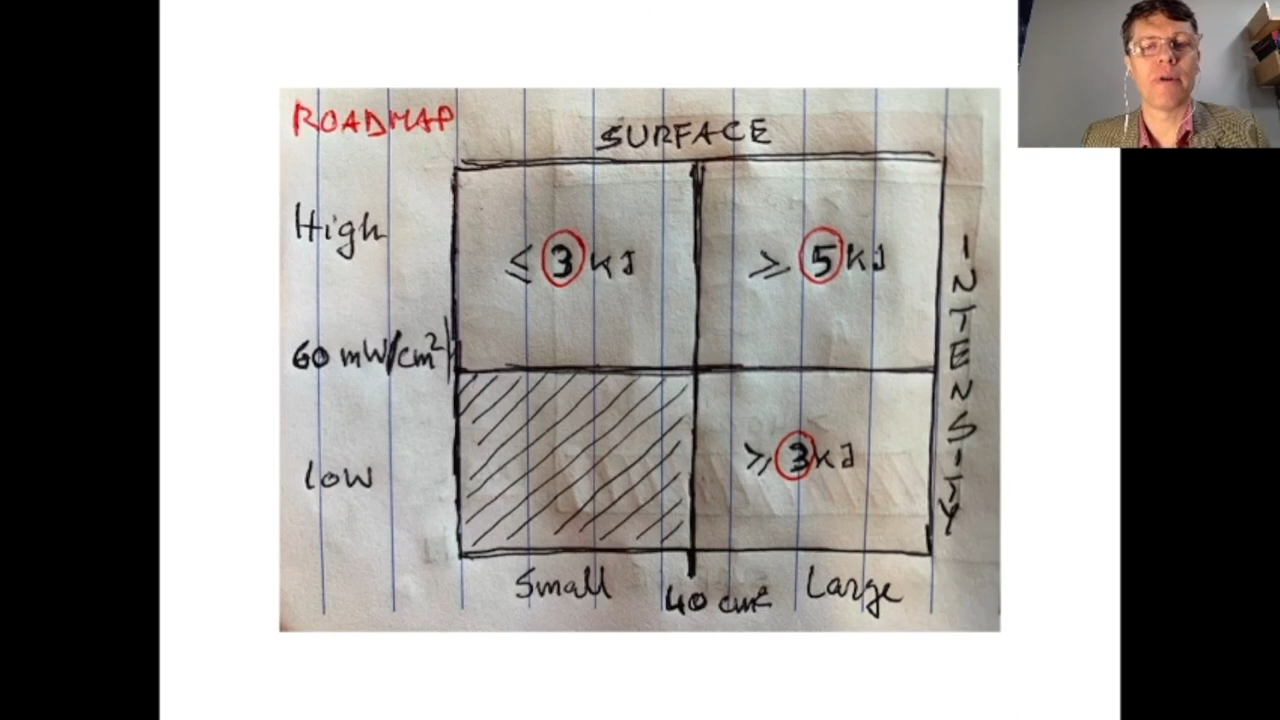 ROADMAP
SURFACE
High
≤ 3 kJ
≥ 5 kJ
60 mW/cm²
INTENSITY
low
≥ 3 kJ
Small
40 cm²
Large